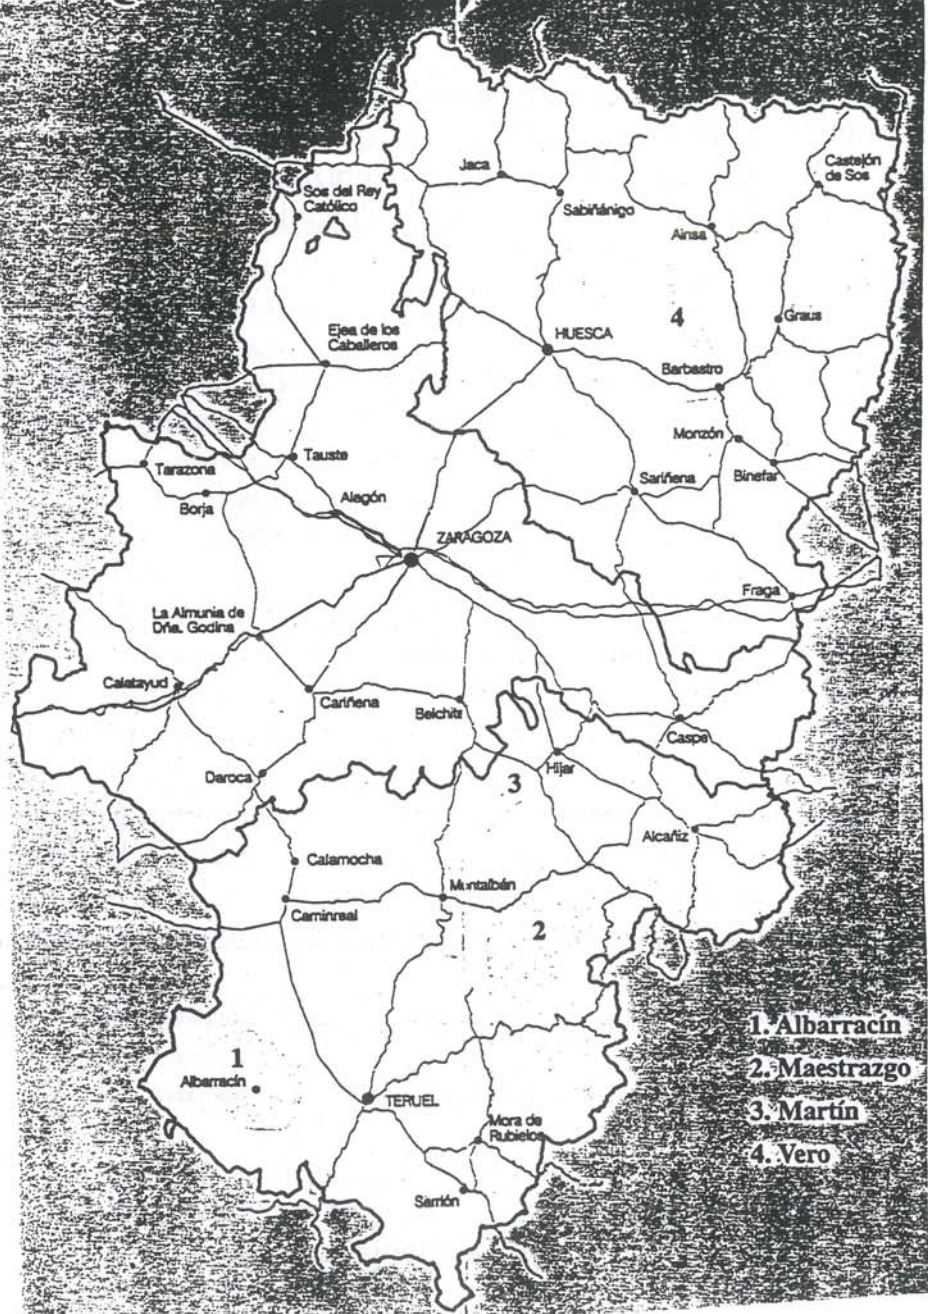 Jaca
Castejón
de Sos
Sos del Rey
Católico
Sabiñánigo
Ainsa
4
Graus
Ejea de los
Caballeros
HUESCA
Barbastro
Monzón
Tauste
Tarazona
Sariñena
Binefar
Borja
Alagón
ZARAGOZA
Fraga
La Almunia de
Dña. Godina
Calatayud
Cariñena
Belchite
Caspe
Hijar
Daroca
3
Alcañiz
Calamocha
Montalbán
Caminreal
2
1
Albarracín
TERUEL
Mora de
Rubielos
Sarrión
1. Albarracín
2. Maestrazgo
3. Martín
4. Vero